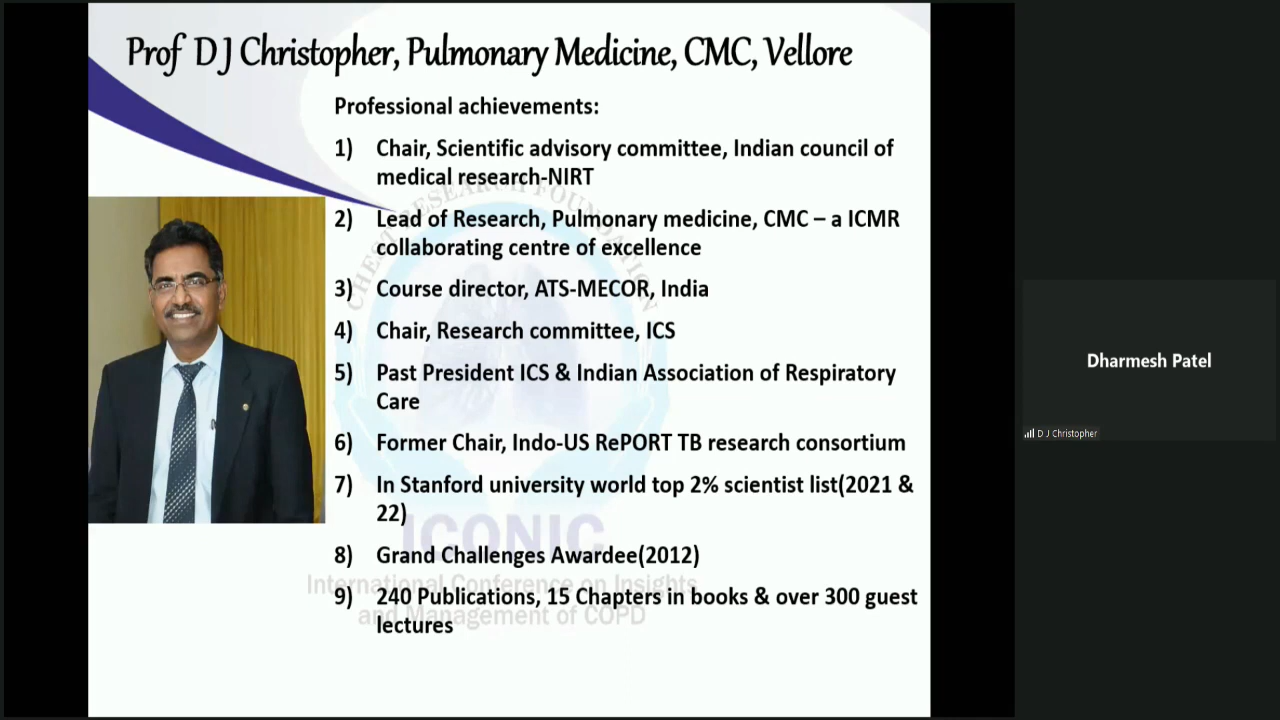 Prof D J Christopher, Pulmonary Medicine, CMC, Vellore
Professional achievements:
1) Chair, Scientific advisory committee, Indian council of
medical research-NIRT
2) Lead of Research, Pulmonary medicine, CMC – a ICMR
collaborating centre of excellence
3) Course director, ATS-MECOR, India
4) Chair, Research committee, ICS
5) Past President ICS & Indian Association of Respiratory
Care
6) Former Chair, Indo-US RePORT TB research consortium
7) In Stanford university world top 2% scientist list(2021 &
22)
8) Grand Challenges Awardee(2012)
9) 240 Publications, 15 Chapters in books & over 300 guest
lectures
CHEST RESEARCH FOUNDATION
ICONIC
International Conference on Insights
and Management of COPD
Dharmesh Patel
D J Christopher